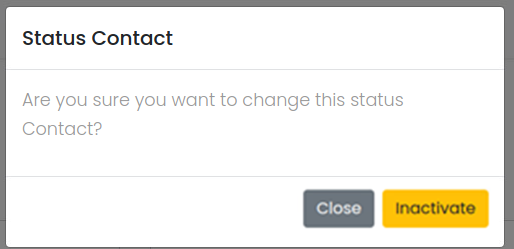 Status Contact
Are you sure you want to change this status
Contact?
Close Inactivate